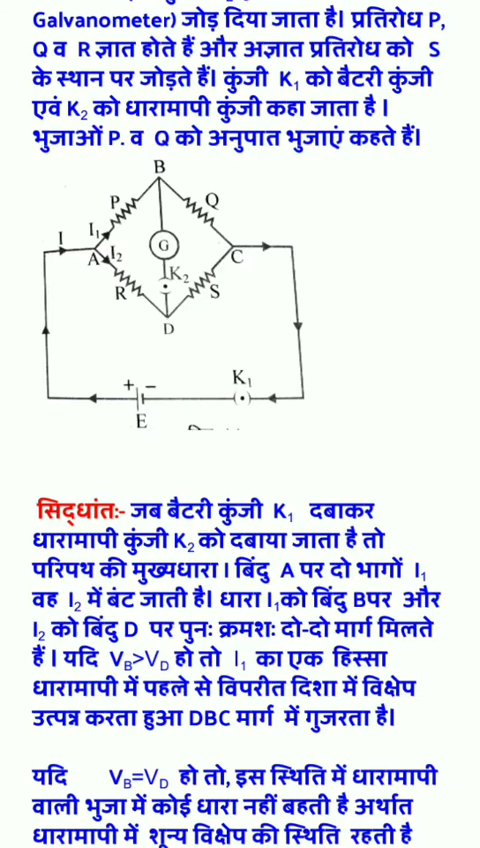 Galvanometer) जोड़ दिया जाता है। प्रतिरोध P,
Q व R ज्ञात होते हैं और अज्ञात प्रतिरोध को S
के स्थान पर जोड़ते हैं। कुंजी K₁ को बैटरी कुंजी
एवं K₂ को धारामापी कुंजी कहा जाता है ।
भुजाओं P. व Q को अनुपात भुजाएं कहते हैं।
B
P
Q
I₁
I
G
A
I₂
C
K₂
R
S
D
K₁
+ −
E
सिद्धांतः- जब बैटरी कुंजी K₁ दबाकर
धारामापी कुंजी K₂ को दबाया जाता है तो
परिपथ की मुख्यधारा । बिंदु A पर दो भागों I₁
वह I₂ में बंट जाती है। धारा I₁को बिंदु Bपर और
I₂ को बिंदु D पर पुनः क्रमशः दो-दो मार्ग मिलते
हैं । यदि V_B>V_D हो तो I₁ का एक हिस्सा
धारामापी में पहले से विपरीत दिशा में विक्षेप
उत्पन्न करता हुआ DBC मार्ग में गुजरता है।
यदि V_B=V_D हो तो, इस स्थिति में धारामापी
वाली भुजा में कोई धारा नहीं बहती है अर्थात
धारामापी में शून्य विक्षेप की स्थिति रहती है